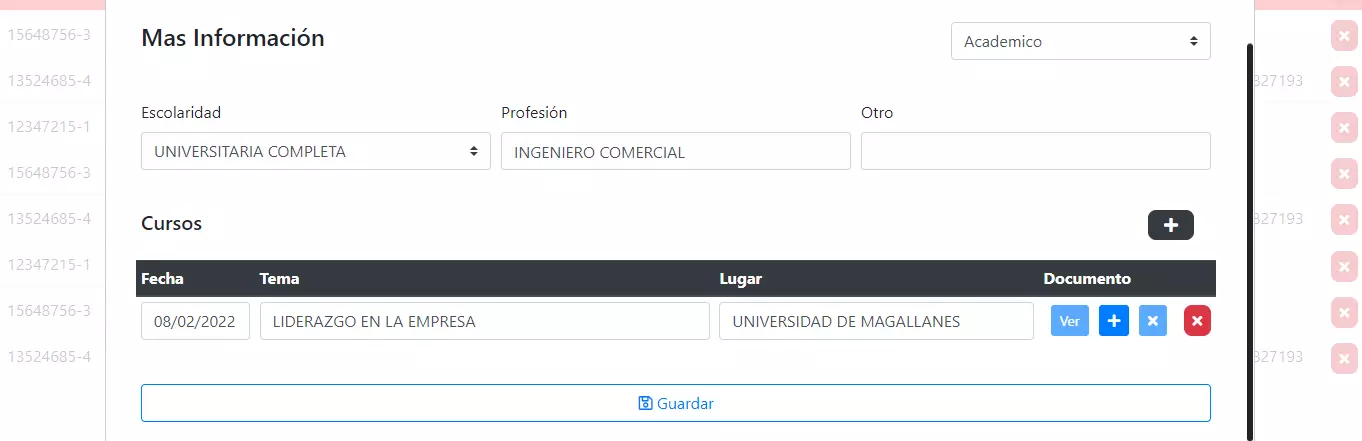 Mas Información
Academico
Escolaridad Profesión Otro
UNIVERSITARIA COMPLETA INGENIERO COMERCIAL
Cursos
Fecha Tema Lugar Documento
08/02/2022 LIDERAZGO EN LA EMPRESA UNIVERSIDAD DE MAGALLANES Ver
Guardar
15648756-3
13524685-4 327193
12347215-1
15648756-3
13524685-4 327193
12347215-1
15648756-3
13524685-4 327193